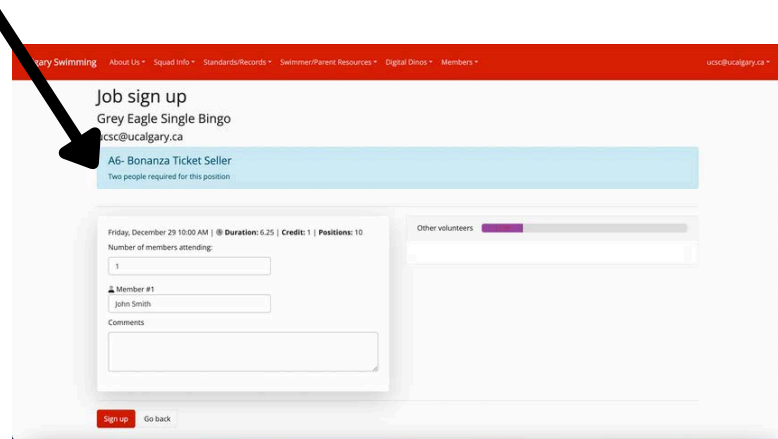 gary Swimming About Us Squad Info Standards/Records Swimmer/Parent Resources Digital Dinos Members ucsc@ucalgary.ca
Job sign up
Grey Eagle Single Bingo
ucsc@ucalgary.ca
A6- Bonanza Ticket Seller
Two people required for this position
Friday, December 29 10:00 AM | Duration: 6.25 | Credit: 1 | Positions: 10
Number of members attending:
1
Member #1
John Smith
Comments
Other volunteers
Sign up Go back